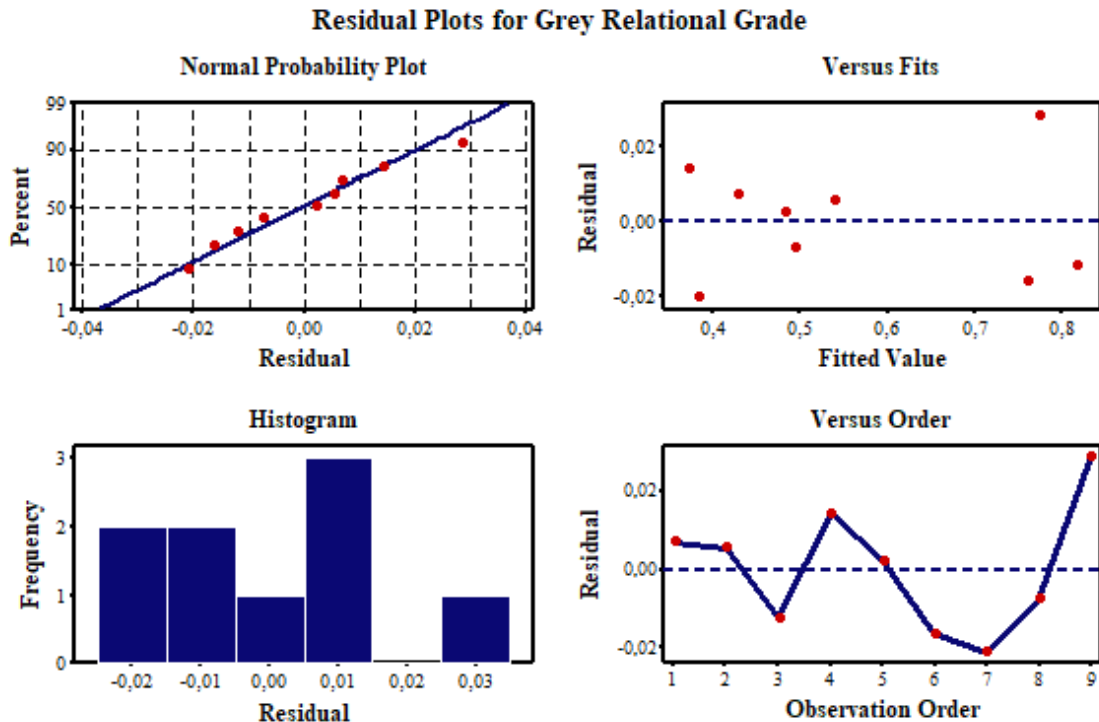 Residual Plots for Grey Relational Grade
Normal Probability Plot
99
90
50
10
1
Percent
-0,04 -0,02 0,00 0,02 0,04
Residual
Versus Fits
0,02
0,00
-0,02
Residual
0,4 0,5 0,6 0,7 0,8
Fitted Value
Histogram
3
2
1
0
Frequency
-0,02 -0,01 0,00 0,01 0,02 0,03
Residual
Versus Order
0,02
0,00
-0,02
Residual
1 2 3 4 5 6 7 8 9
Observation Order